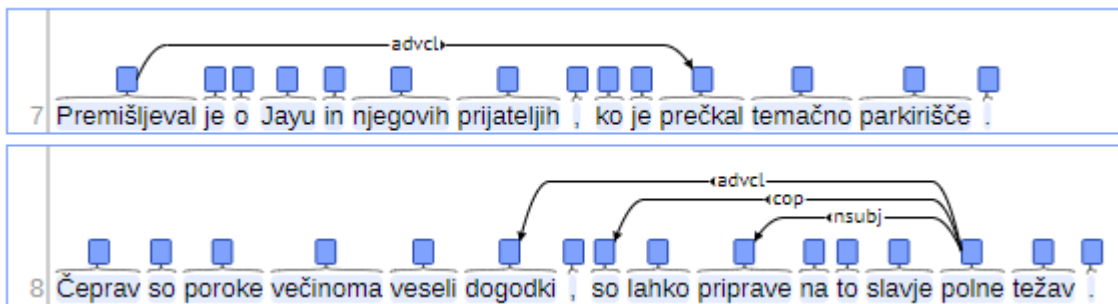 advcl
7 Premišljeval je o Jayu in njegovih prijateljih , ko je prečkal temačno parkirišče .
advcl
cop
nsubj
8 Čeprav so poroke večinoma veseli dogodki , so lahko priprave na to slavje polne težav .